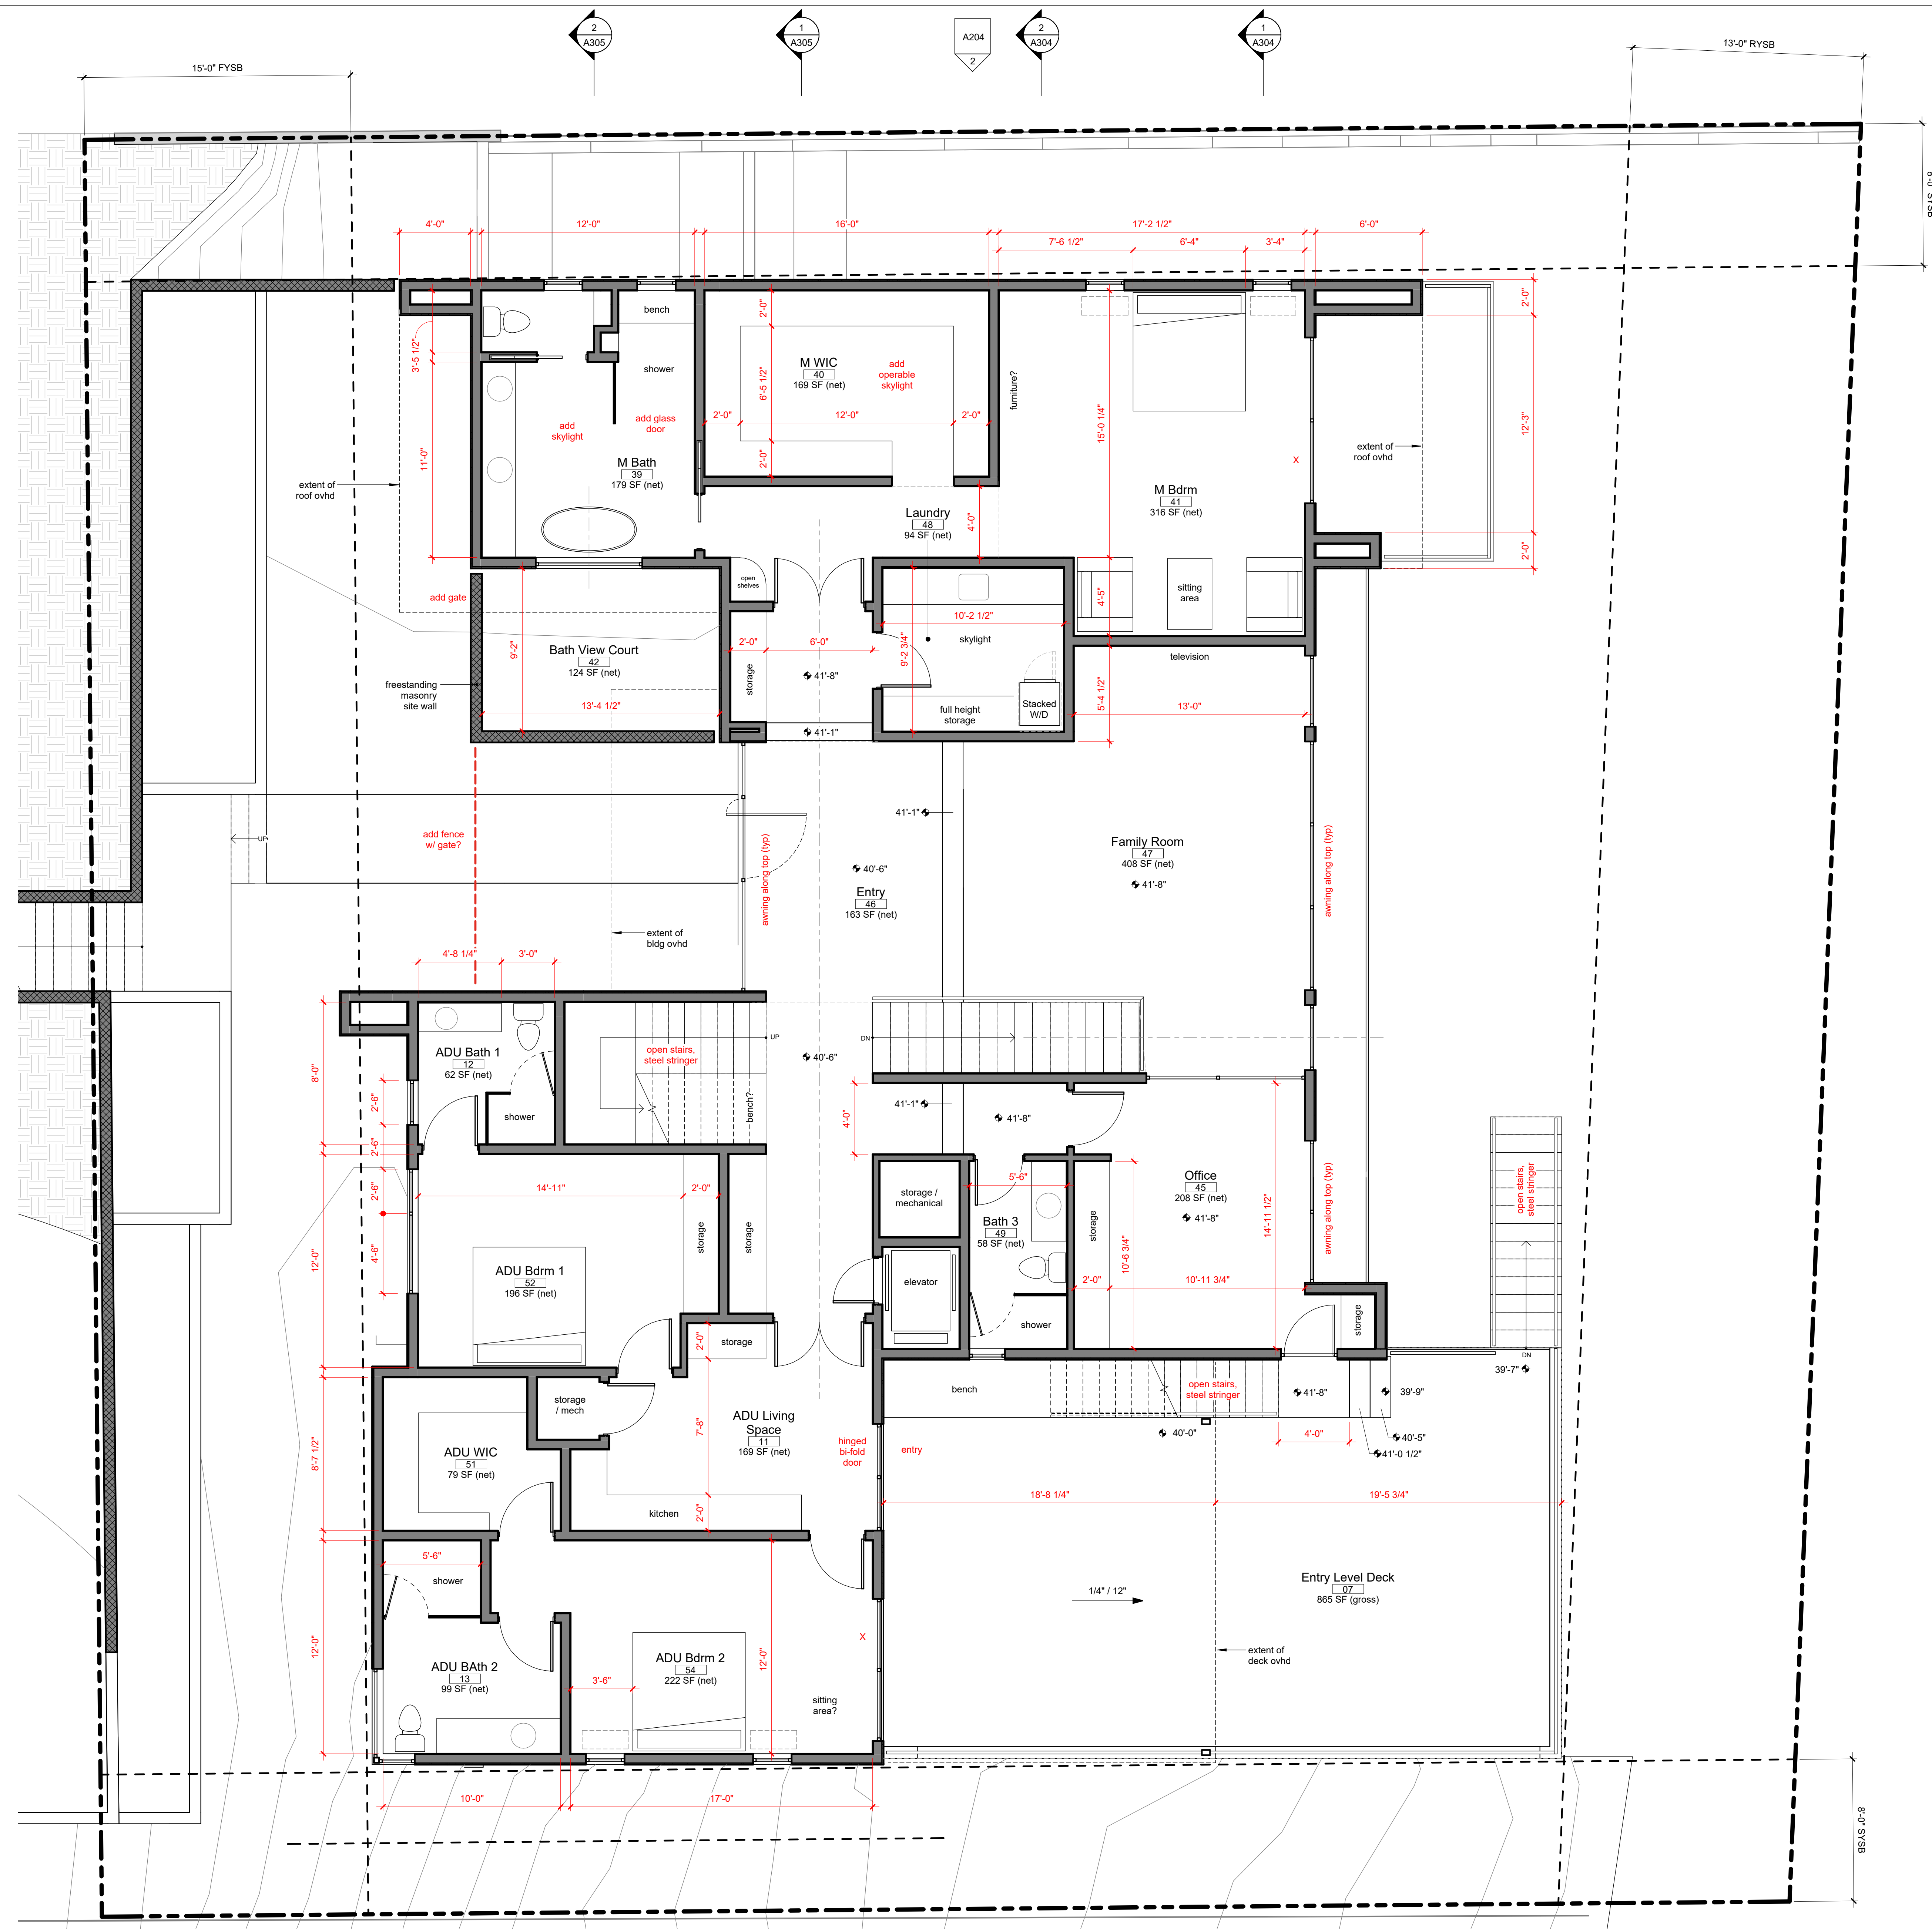 2
A305
1
A305
A204
2
2
A304
1
A304
15'-0" FYSB
13'-0" RYSB
8'-0" SYSB
4'-0"
12'-0"
16'-0"
17'-2 1/2"
6'-0"
7'-6 1/2"
6'-4"
3'-4"
bench
shower
3'-5 1/2"
11'-0"
add
skylight
add glass
door
M Bath
39
179 SF (net)
extent of
roof ovhd
2'-0"
M WIC
40
169 SF (net)
add
operable
skylight
6'-5 1/2"
2'-0"
12'-0"
2'-0"
2'-0"
furniture?
15'-0 1/4"
X
M Bdrm
41
316 SF (net)
2'-0"
12'-3"
extent of
roof ovhd
2'-0"
Laundry
48
94 SF (net)
4'-0"
open
shelves
add gate
9'-2"
Bath View Court
42
124 SF (net)
freestanding
masonry
site wall
13'-4 1/2"
2'-0"
6'-0"
storage
41'-8"
41'-1"
10'-2 1/2"
skylight
9'-2 3/4"
full height
storage
Stacked
W/D
4'-5"
sitting
area
television
5'-4 1/2"
13'-0"
UP
add fence
w/ gate?
awning along top (typ)
41'-1"
40'-6"
Entry
46
163 SF (net)
Family Room
47
408 SF (net)
41'-8"
awning along top (typ)
extent of
bldg ovhd
4'-8 1/4"
3'-0"
ADU Bath 1
12
62 SF (net)
shower
8'-0"
2'-6"
2'-6"
2'-6"
4'-6"
12'-0"
open stairs,
steel stringer
UP
bench?
40'-6"
DN
4'-0"
41'-1"
41'-8"
14'-11"
2'-0"
storage
storage
ADU Bdrm 1
52
196 SF (net)
storage /
mechanical
elevator
5'-6"
Bath 3
49
58 SF (net)
shower
storage
10'-6 3/4"
2'-0"
10'-11 3/4"
Office
45
208 SF (net)
41'-8"
14'-11 1/2"
awning along top (typ)
storage
open stairs,
steel stringer
DN
39'-7"
storage
2'-0"
storage
/ mech
7'-8"
ADU Living
Space
11
169 SF (net)
hinged
bi-fold
door
entry
ADU WIC
51
79 SF (net)
8'-7 1/2"
kitchen
2'-0"
bench
open stairs,
steel stringer
41'-8"
39'-9"
40'-0"
4'-0"
40'-5"
41'-0 1/2"
18'-8 1/4"
19'-5 3/4"
5'-6"
shower
12'-0"
ADU BAth 2
13
99 SF (net)
3'-6"
ADU Bdrm 2
54
222 SF (net)
12'-0"
X
sitting
area?
1/4" / 12"
Entry Level Deck
07
865 SF (gross)
extent of
deck ovhd
10'-0"
17'-0"
8'-0" SYSB